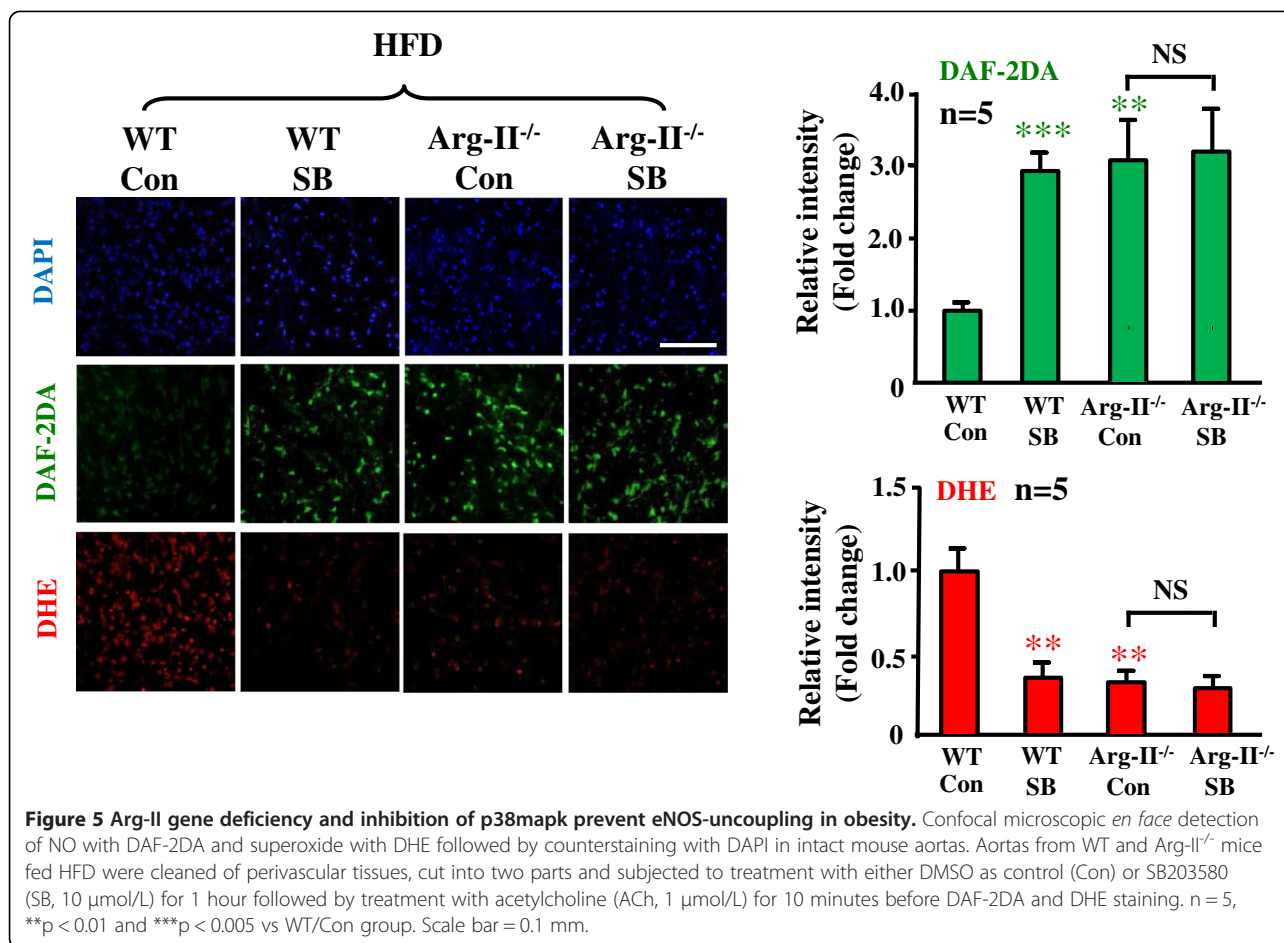 HFD
WT
Con
WT
SB
Arg-II-/-
Con
Arg-II-/-
SB
DAPI
DAF-2DA
DHE
DAF-2DA
n=5
NS
***
**
Relative intensity
(Fold change)
4.0
3.0
2.0
1.0
0
WT
Con
WT
SB
Arg-II-/-
Con
Arg-II-/-
SB
DHE n=5
NS
**
**
Relative intensity
(Fold change)
1.5
1.0
0.5
0
WT
Con
WT
SB
Arg-II-/-
Con
Arg-II-/-
SB
Figure 5 Arg-II gene deficiency and inhibition of p38mapk prevent eNOS-uncoupling in obesity. Confocal microscopic en face detection
of NO with DAF-2DA and superoxide with DHE followed by counterstaining with DAPI in intact mouse aortas. Aortas from WT and Arg-II-/- mice
fed HFD were cleaned of perivascular tissues, cut into two parts and subjected to treatment with either DMSO as control (Con) or SB203580
(SB, 10 μmol/L) for 1 hour followed by treatment with acetylcholine (ACh, 1 μmol/L) for 10 minutes before DAF-2DA and DHE staining. n = 5,
**p < 0.01 and ***p < 0.005 vs WT/Con group. Scale bar = 0.1 mm.